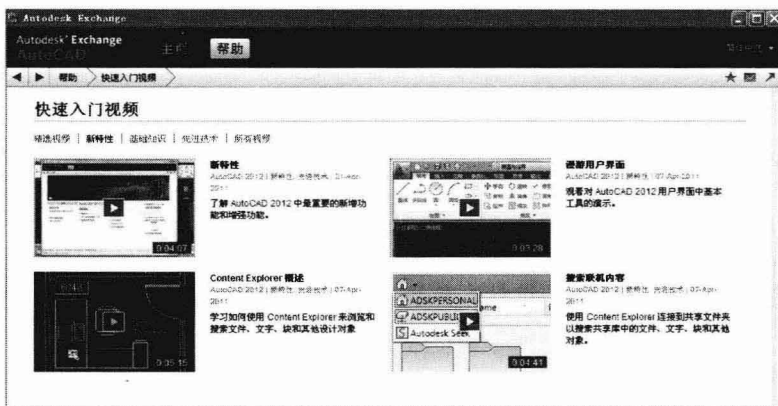 Autodesk Exchange
Autodesk® Exchange
AutoCAD
主页
帮助
帮助
快速入门视频
快速入门视频
精选视频 | 新特性 | 基础知识 | 先进技术 | 所有视频
新特性
AutoCAD 2012 | 新特性, 先进技术, 07-Apr-
2011
了解 AutoCAD 2012 中最重要的新增功
能和增强功能。
0:04:07
漫游用户界面
AutoCAD 2012 | 新特性 | 07-Apr-2011
观看对 AutoCAD 2012 用户界面中基本
工具的演示。
0:03:28
Content Explorer 概述
AutoCAD 2012 | 新特性, 先进技术 | 07-Apr-
2011
学习如何使用 Content Explorer 来浏览和
搜索文件、文字、块和其他设计对象
0:05:15
ADSKPERSONAL
Autodesk Seek
0:04:41
搜索联机内容
AutoCAD 2012 | 新特性, 先进技术 | 07-Apr-
2011
使用 Content Explorer 连接到共享文件夹
以搜索共享库中的文件、文字、块和其他
对象。